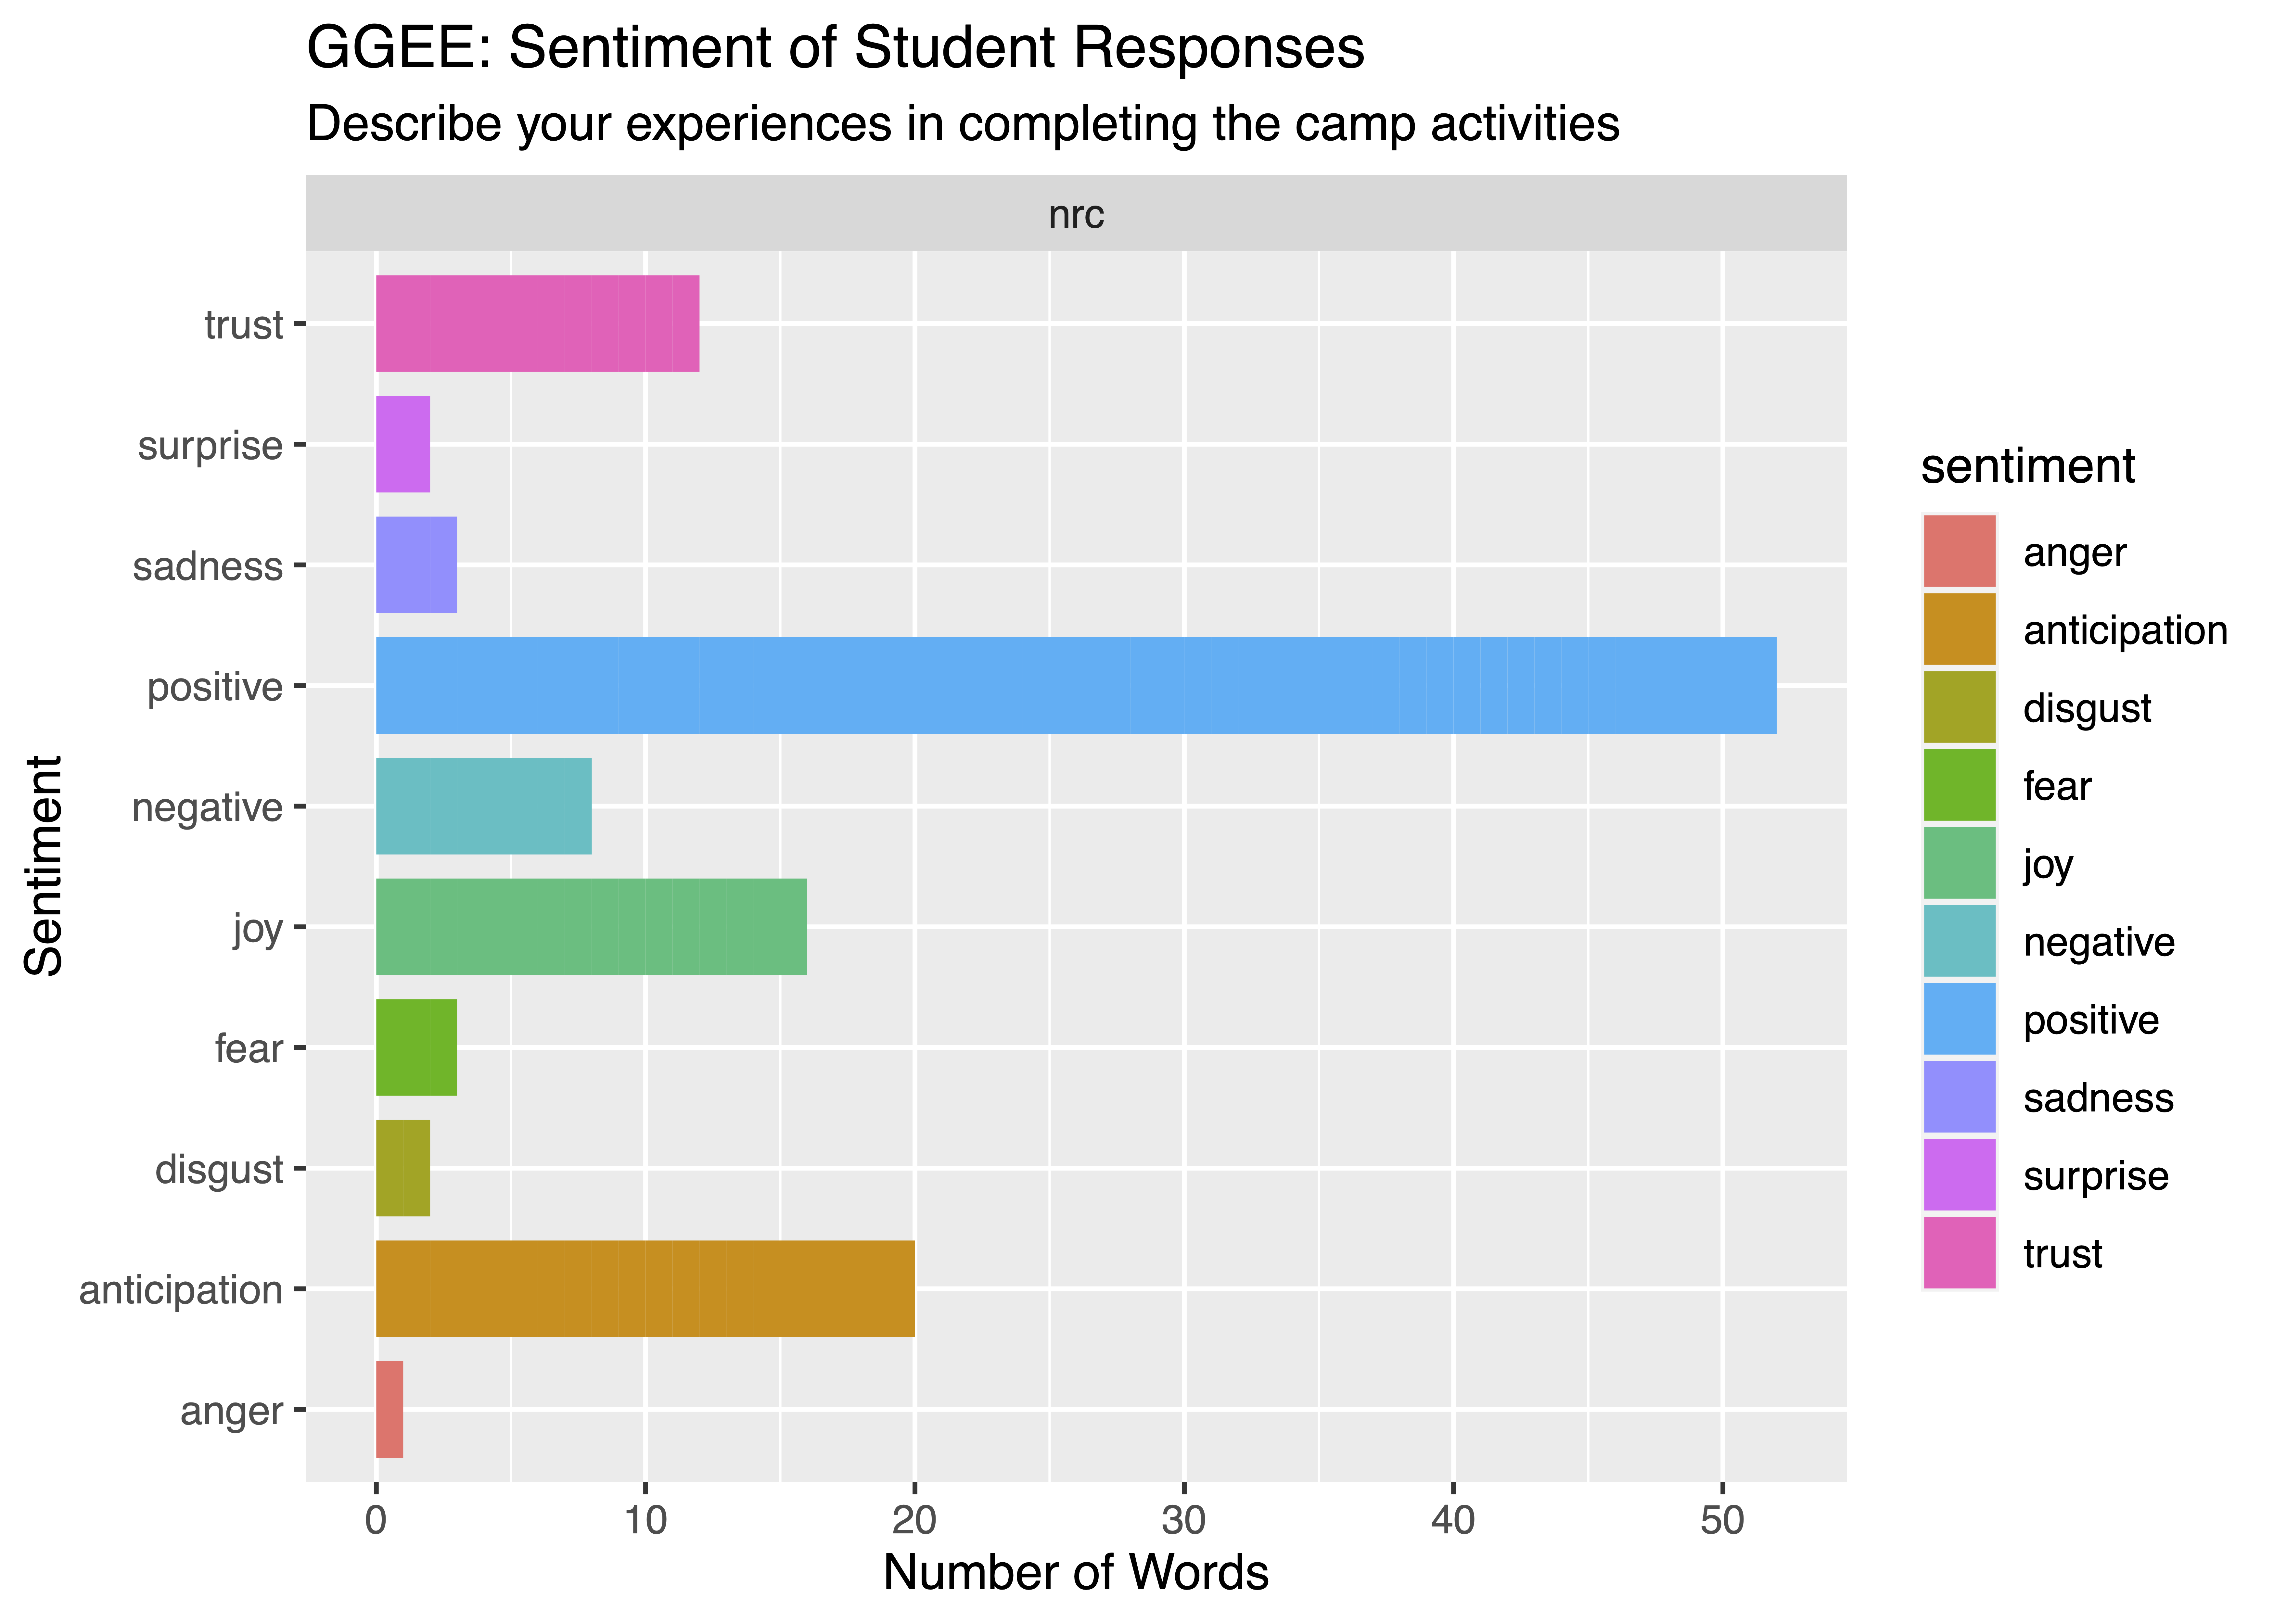 GGEE: Sentiment of Student Responses
Describe your experiences in completing the camp activities
nrc
Sentiment
trust
surprise
sadness
positive
negative
joy
fear
disgust
anticipation
anger
0 10 20 30 40 50
Number of Words
sentiment
anger
anticipation
disgust
fear
joy
negative
positive
sadness
surprise
trust